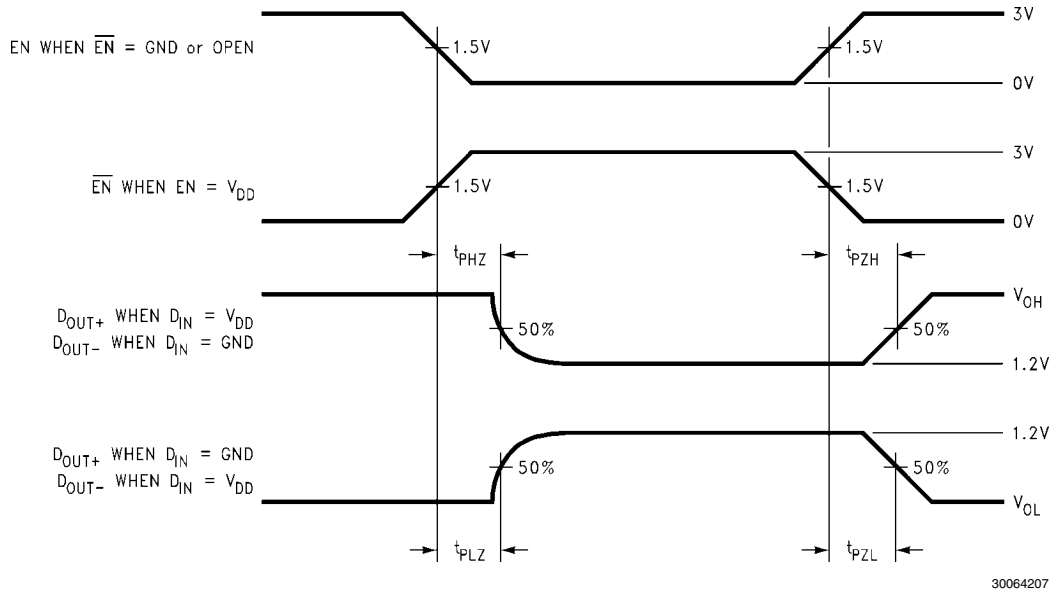 3V
EN WHEN E̅N̅ = GND or OPEN
1.5V
1.5V
0V
3V
E̅N̅ WHEN EN = VDD
1.5V
1.5V
0V
tPHZ
tPZH
VOH
DOUT+ WHEN DIN = VDD
DOUT− WHEN DIN = GND
50%
50%
1.2V
1.2V
DOUT+ WHEN DIN = GND
DOUT− WHEN DIN = VDD
50%
50%
VOL
tPLZ
tPZL
30064207